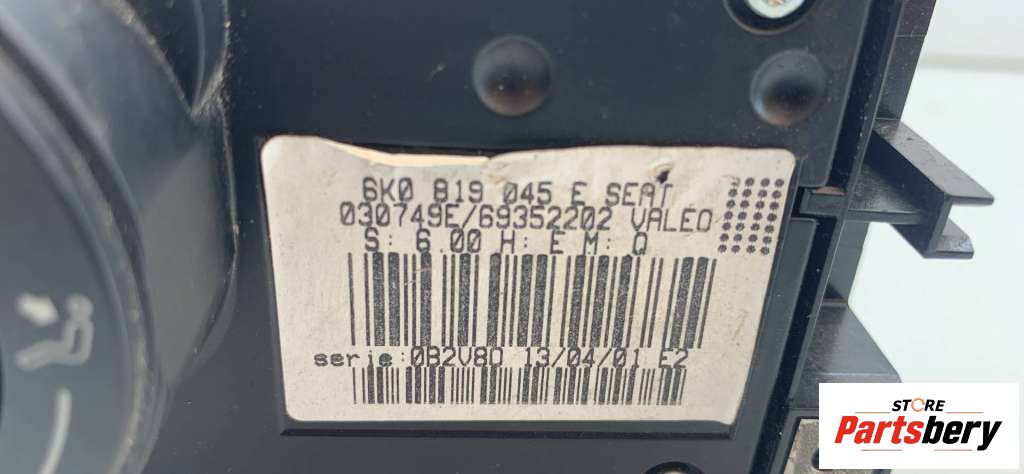 6K0 819 045 E SEAT
030749E/69352202 VALEO
S: 6.00 H: E M: Q
serie:0B2V8D 13/04/01 E2
STORE
Partsbery